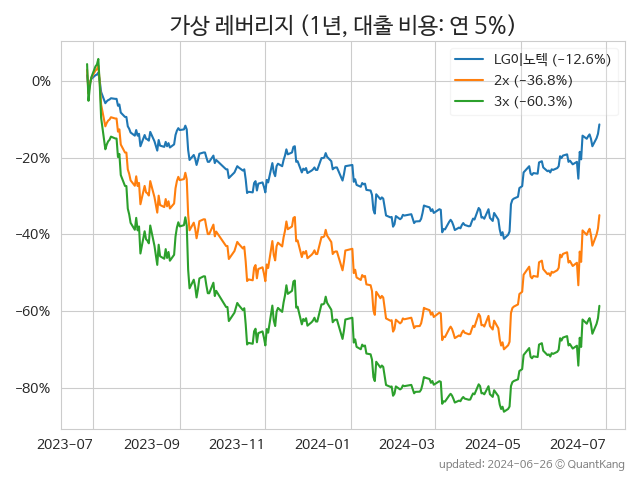 가상 레버리지 (1년, 대출 비용: 연 5%)
LG이노텍 (−12.6%)
2x (−36.8%)
3x (−60.3%)
0%
−20%
−40%
−60%
−80%
2023-07 2023-09 2023-11 2024-01 2024-03 2024-05 2024-07
updated: 2024-06-26 © QuantKang